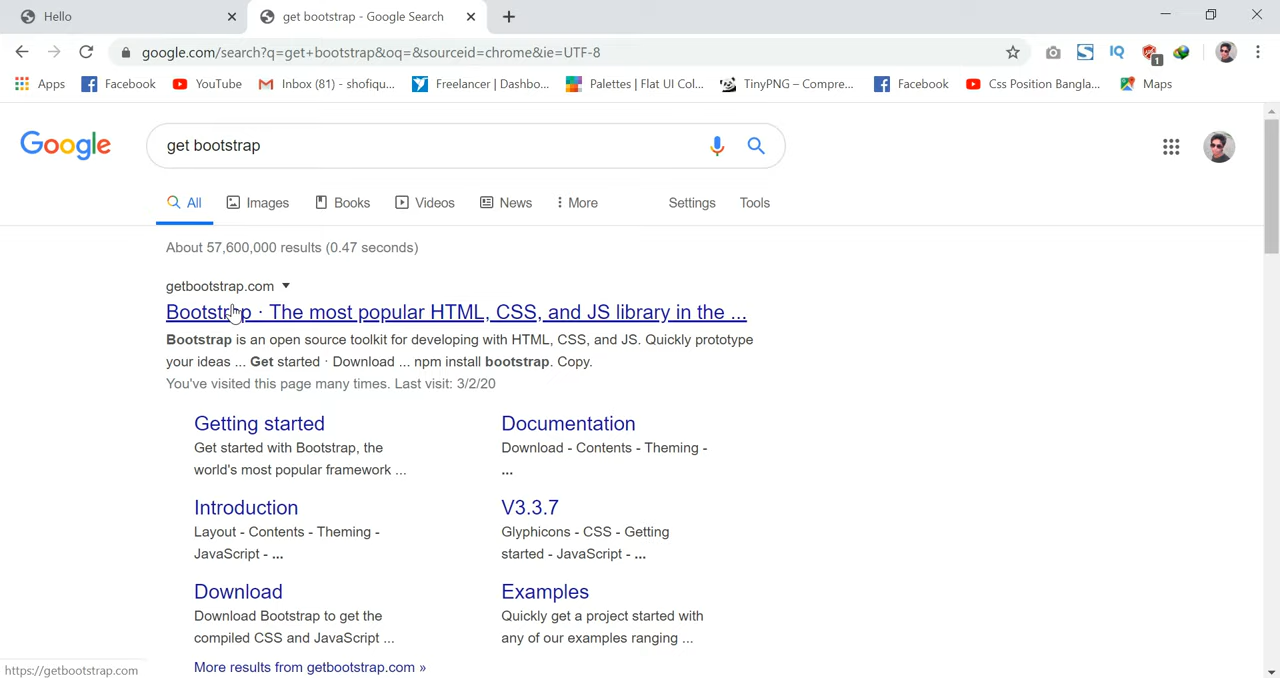 Hello
get bootstrap - Google Search
google.com/search?q=get+bootstrap&oq=&sourceid=chrome&ie=UTF-8
IQ
1
Apps
Facebook
YouTube
Inbox (81) - shofiqu...
Freelancer | Dashbo...
Palettes | Flat UI Col...
TinyPNG – Compre...
Facebook
Css Position Bangla...
Maps
Google
get bootstrap
All
Images
Books
Videos
News
More
Settings
Tools
About 57,600,000 results (0.47 seconds)
getbootstrap.com
Bootstrap · The most popular HTML, CSS, and JS library in the ...
Bootstrap is an open source toolkit for developing with HTML, CSS, and JS. Quickly prototype
your ideas ... Get started · Download ... npm install bootstrap. Copy.
You've visited this page many times. Last visit: 3/2/20
Getting started
Get started with Bootstrap, the
world's most popular framework ...
Documentation
Download - Contents - Theming -
...
Introduction
Layout - Contents - Theming -
JavaScript - ...
V3.3.7
Glyphicons - CSS - Getting
started - JavaScript - ...
Download
Download Bootstrap to get the
compiled CSS and JavaScript ...
Examples
Quickly get a project started with
any of our examples ranging ...
More results from getbootstrap.com »
https://getbootstrap.com